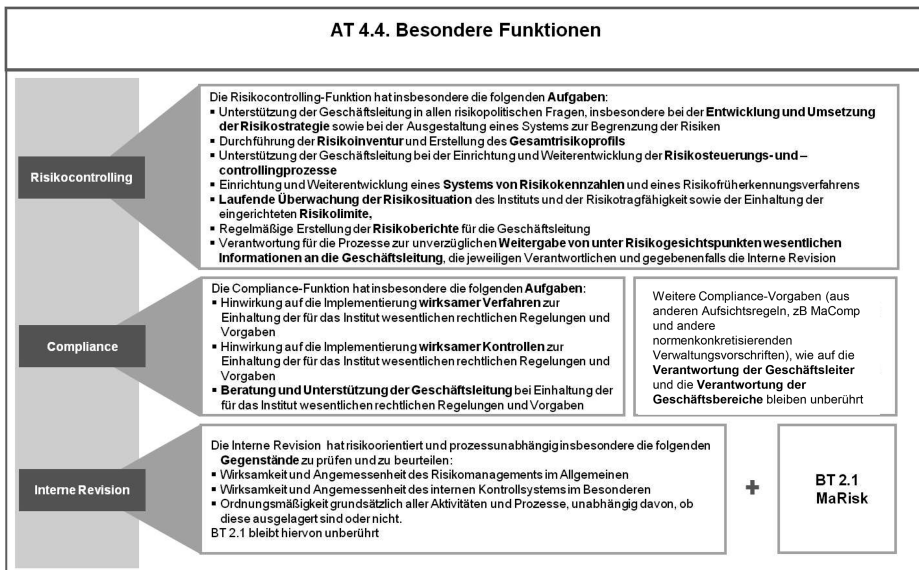 AT 4.4. Besondere Funktionen
Risikocontrolling
Die Risikocontrolling-Funktion hat insbesondere die folgenden Aufgaben:
▪ Unterstützung der Geschäftsleitung in allen risikopolitischen Fragen, insbesondere bei der Entwicklung und Umsetzung
der Risikostrategie sowie bei der Ausgestaltung eines Systems zur Begrenzung der Risiken
▪ Durchführung der Risikoinventur und Erstellung des Gesamtrisikoprofils
▪ Unterstützung der Geschäftsleitung bei der Einrichtung und Weiterentwicklung der Risikosteuerungs- und –
controllingprozesse
▪ Einrichtung und Weiterentwicklung eines Systems von Risikokennzahlen und eines Risikofrüherkennungsverfahrens
▪ Laufende Überwachung der Risikosituation des Instituts und der Risikotragfähigkeit sowie der Einhaltung der
eingerichteten Risikolimite,
▪ Regelmäßige Erstellung der Risikoberichte für die Geschäftsleitung
▪ Verantwortung für die Prozesse zur unverzüglichen Weitergabe von unter Risikogesichtspunkten wesentlichen
Informationen an die Geschäftsleitung, die jeweiligen Verantwortlichen und gegebenenfalls die Interne Revision
Compliance
Die Compliance-Funktion hat insbesondere die folgenden Aufgaben:
▪ Hinwirkung auf die Implementierung wirksamer Verfahren zur
Einhaltung der für das Institut wesentlichen rechtlichen Regelungen und
Vorgaben
▪ Hinwirkung auf die Implementierung wirksamer Kontrollen zur
Einhaltung der für das Institut wesentlichen rechtlichen Regelungen und
Vorgaben
▪ Beratung und Unterstützung der Geschäftsleitung bei Einhaltung der
für das Institut wesentlichen rechtlichen Regelungen und Vorgaben
Weitere Compliance-Vorgaben (aus
anderen Aufsichtsregeln, zB MaComp
und andere
normenkonkretisierenden
Verwaltungsvorschriften), wie auf die
Verantwortung der Geschäftsleiter
und die Verantwortung der
Geschäftsbereiche bleiben unberührt
Interne Revision
Die Interne Revision hat risikoorientiert und prozessunabhängig insbesondere die folgenden
Gegenstände zu prüfen und zu beurteilen:
▪ Wirksamkeit und Angemessenheit des Risikomanagements im Allgemeinen
▪ Wirksamkeit und Angemessenheit des internen Kontrollsystems im Besonderen
▪ Ordnungsmäßigkeit grundsätzlich aller Aktivitäten und Prozesse, unabhängig davon, ob
diese ausgelagert sind oder nicht.
BT 2.1 bleibt hiervon unberührt
+
BT 2.1
MaRisk